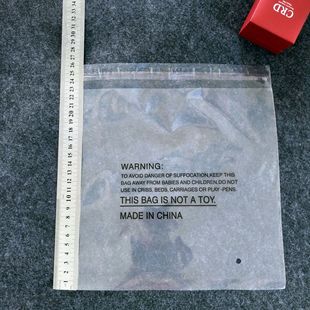 CRD
WARNING:
TO AVOID DANGER OF SUFFOCATION,KEEP THIS
BAG AWAY FROM BABIES AND CHILDREN.DO NOT
USE IN CRIBS, BEDS, CARRIAGES OR PLAY -PENS.
THIS BAG IS NOT A TOY.
MADE IN CHINA